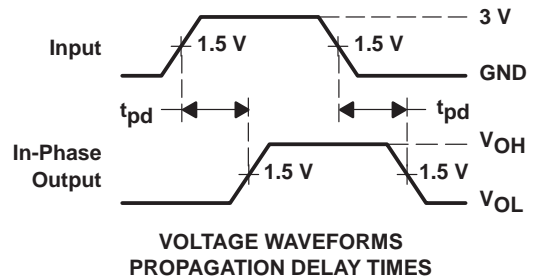 3 V
Input
1.5 V
1.5 V
GND
tpd
tpd
In-Phase
Output
VOH
1.5 V
1.5 V
VOL
VOLTAGE WAVEFORMS
PROPAGATION DELAY TIMES